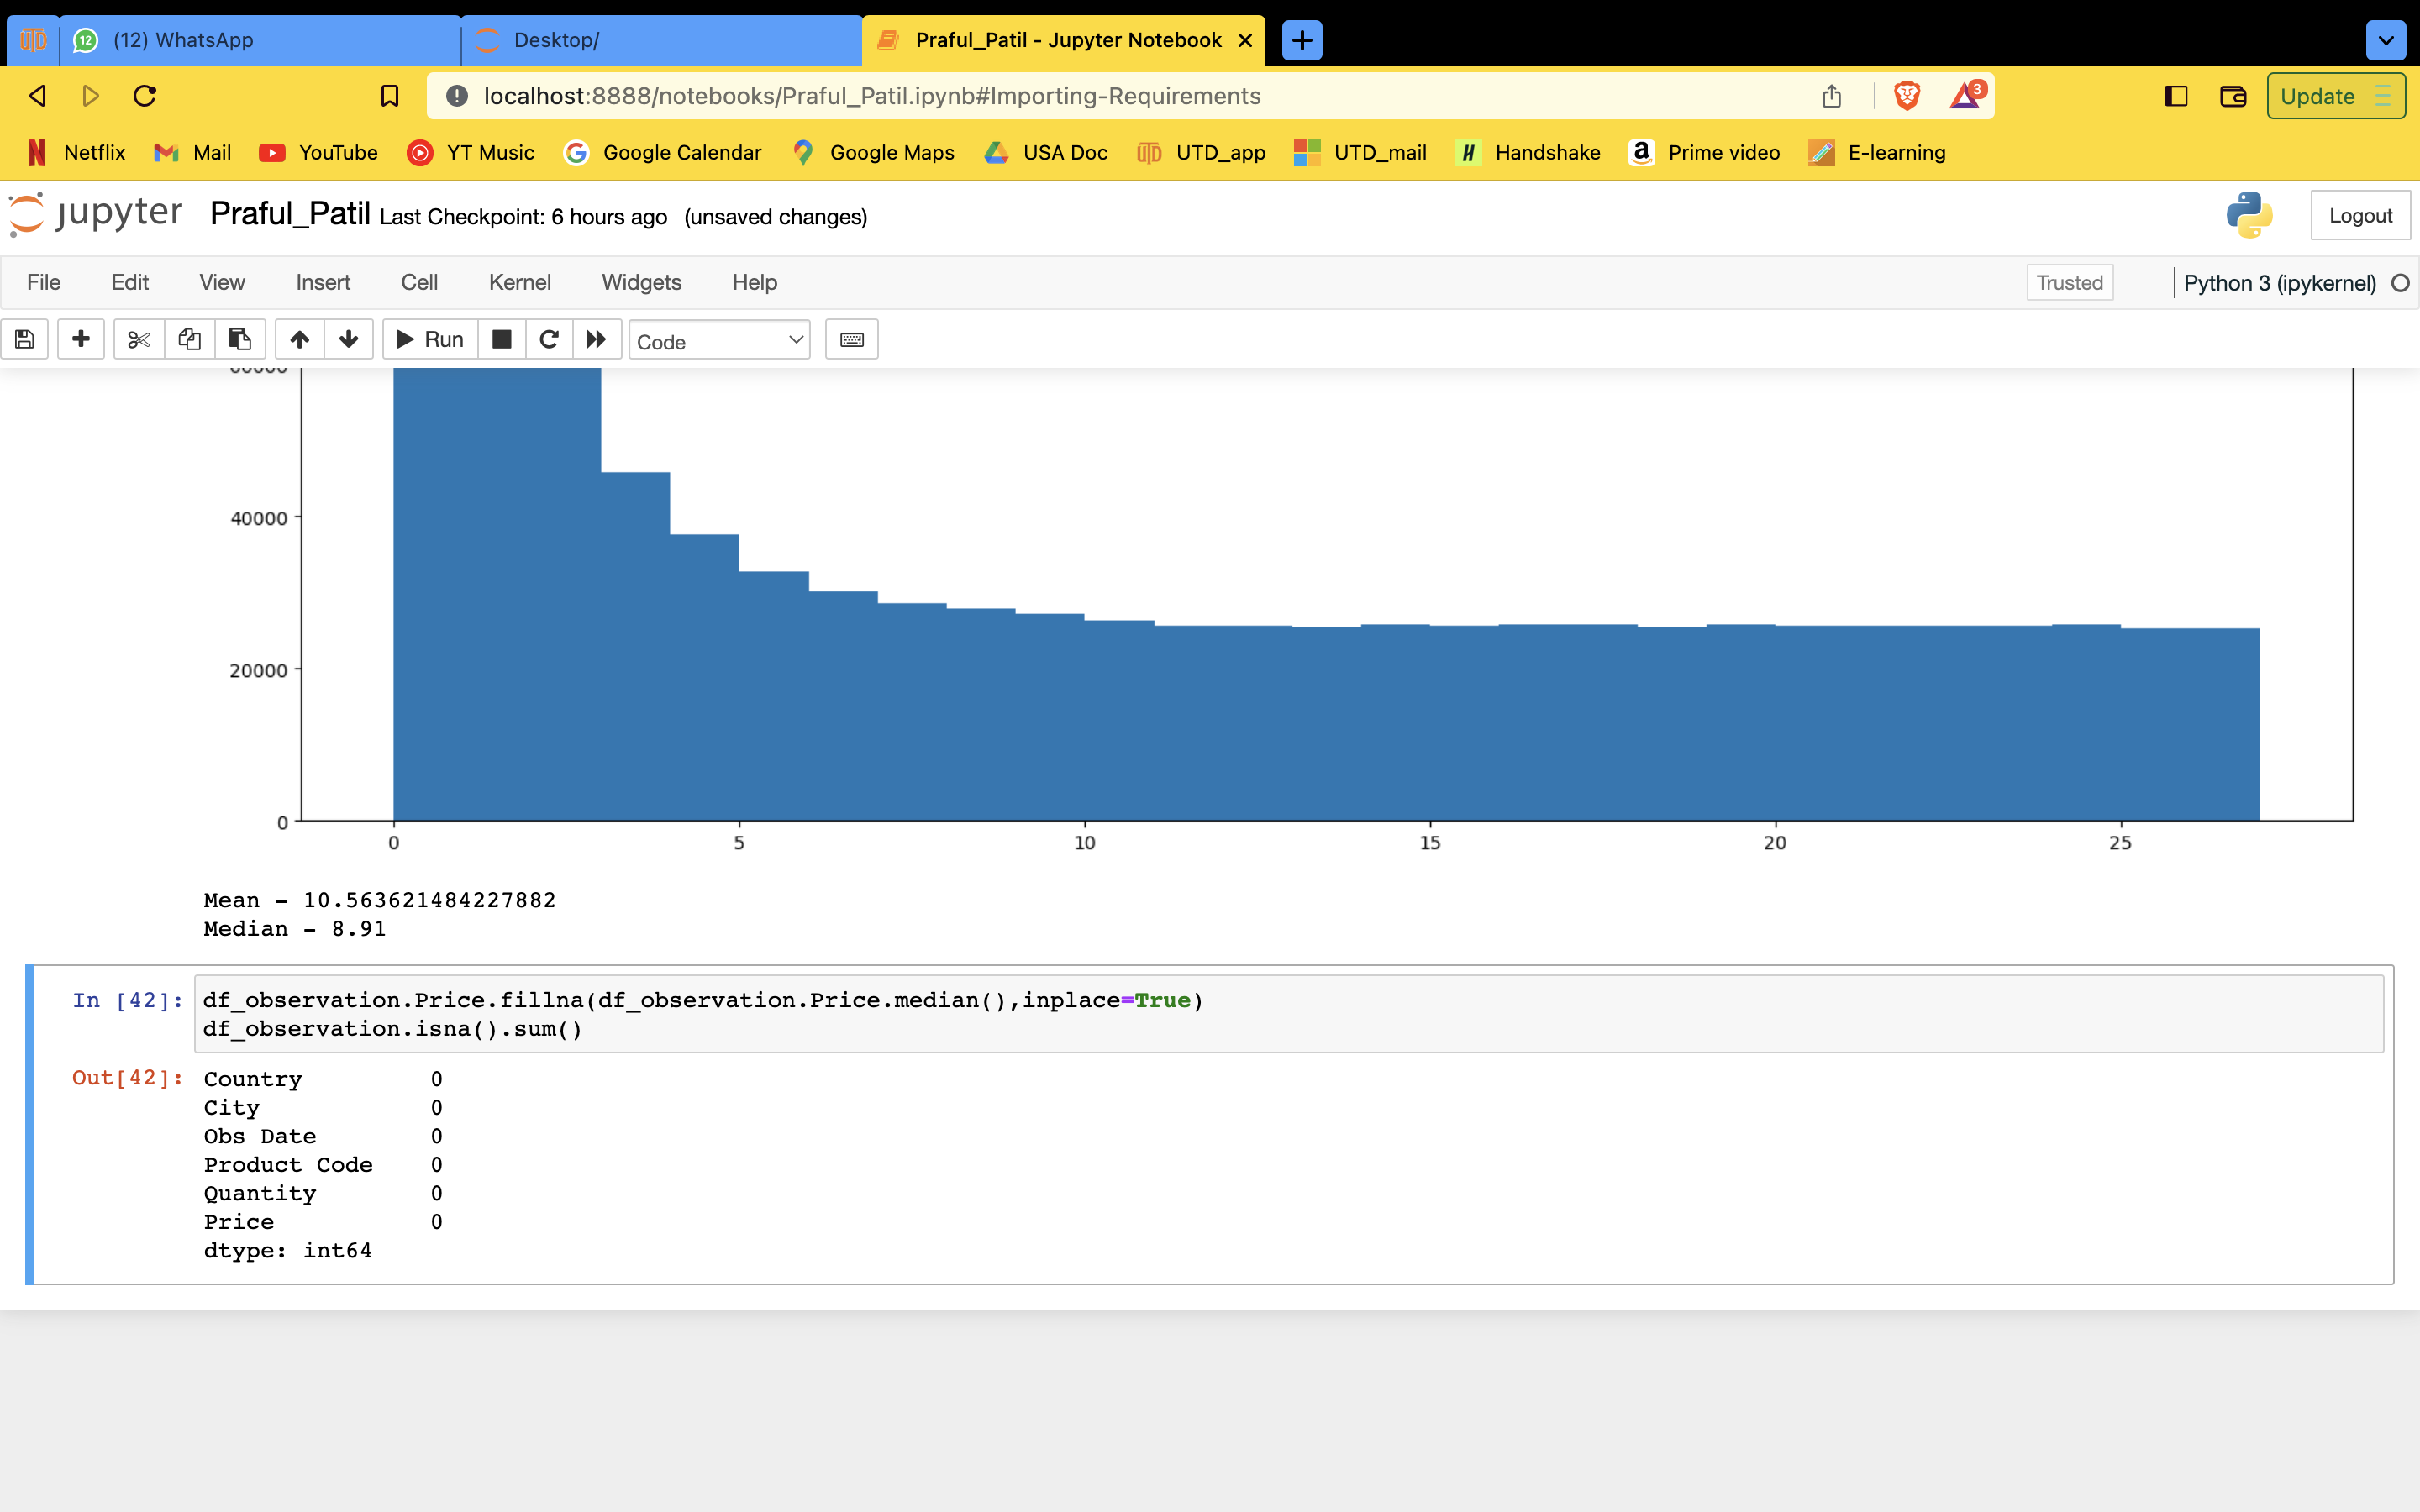 UTD 12 (12) WhatsApp Desktop/ Praful_Patil - Jupyter Notebook
localhost:8888/notebooks/Praful_Patil.ipynb#Importing-Requirements 3 Update
Netflix Mail YouTube YT Music Google Calendar Google Maps USA Doc UTD_app UTD_mail Handshake Prime video E-learning
jupyter Praful_Patil Last Checkpoint: 6 hours ago (unsaved changes) Logout
File Edit View Insert Cell Kernel Widgets Help Trusted Python 3 (ipykernel)
Run Code
60000
40000
20000
0
0 5 10 15 20 25
Mean - 10.563621484227882
Median - 8.91
In [42]: df_observation.Price.fillna(df_observation.Price.median(),inplace=True)
df_observation.isna().sum()
Out[42]: Country 0
City 0
Obs Date 0
Product Code 0
Quantity 0
Price 0
dtype: int64